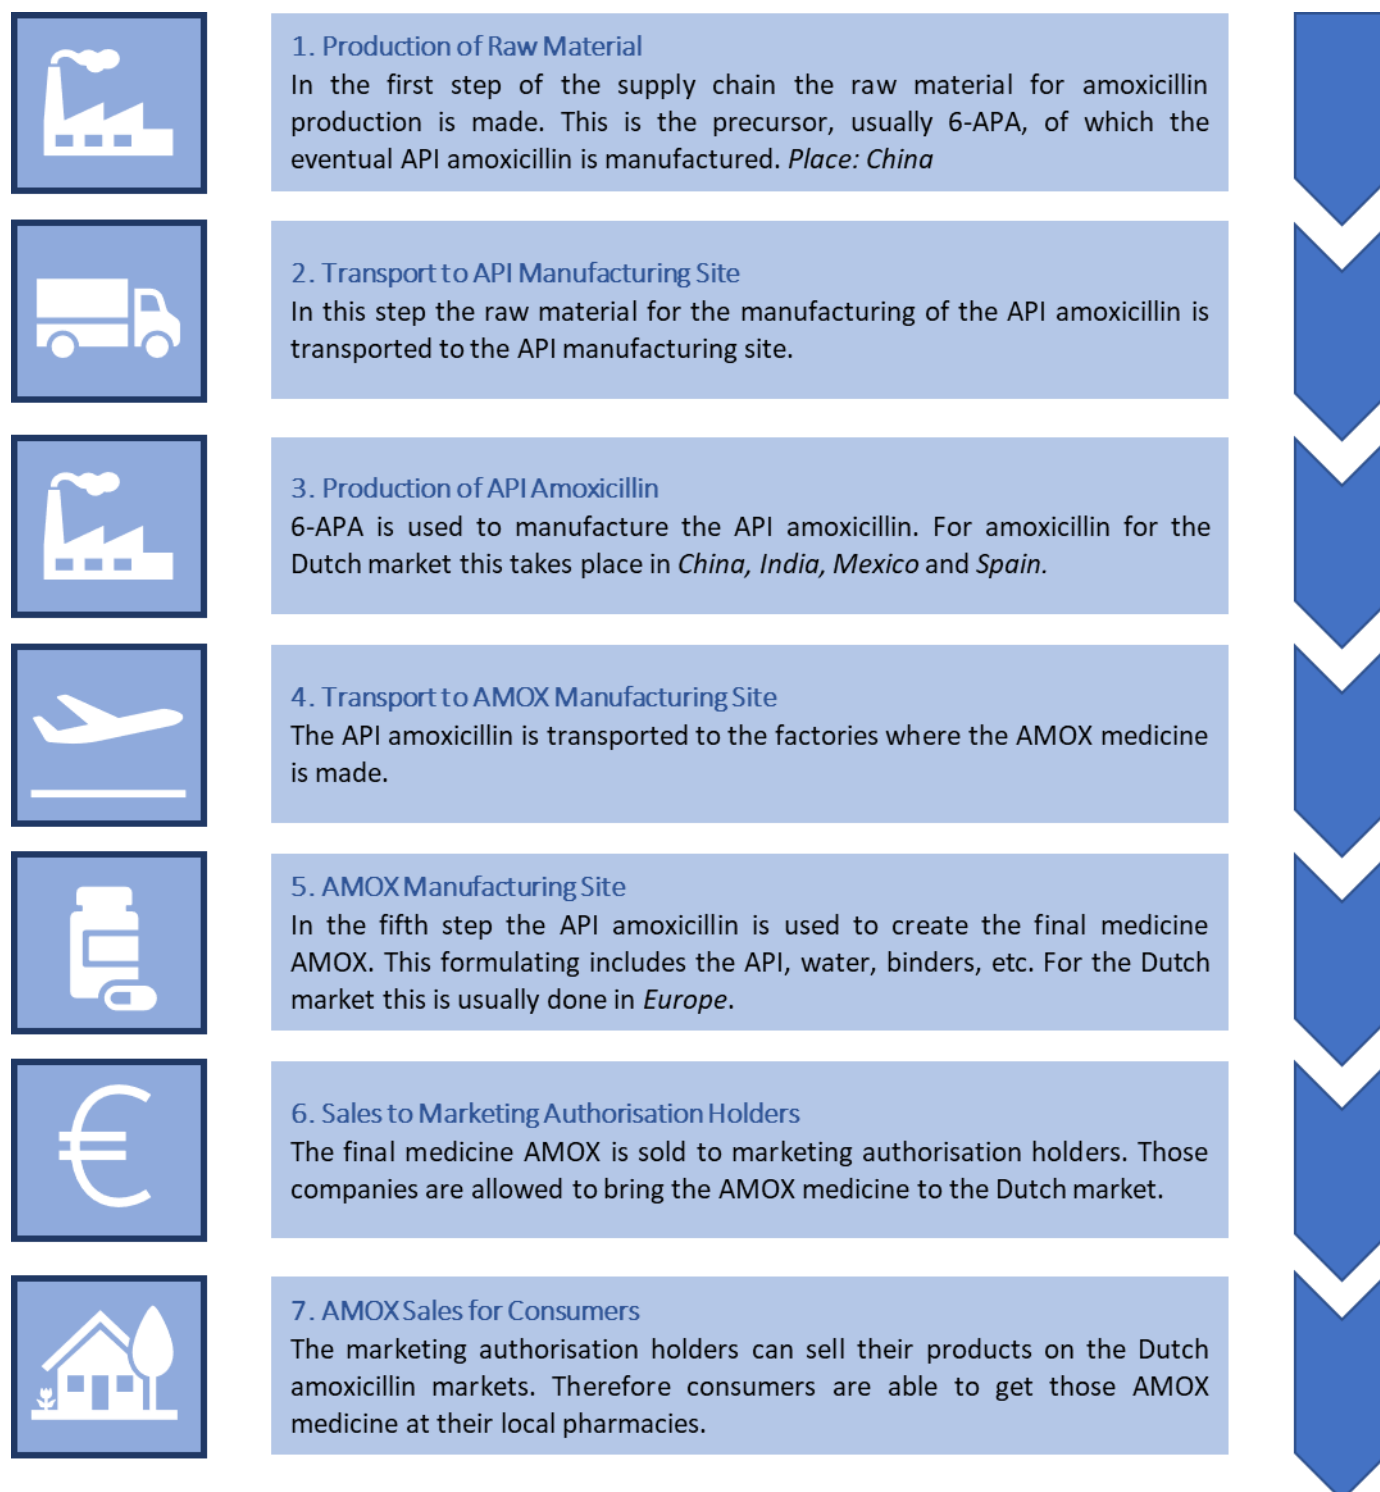 1. Production of Raw Material
In the first step of the supply chain the raw material for amoxicillin
production is made. This is the precursor, usually 6-APA, of which the
eventual API amoxicillin is manufactured. Place: China
2. Transport to API Manufacturing Site
In this step the raw material for the manufacturing of the API amoxicillin is
transported to the API manufacturing site.
3. Production of API Amoxicillin
6-APA is used to manufacture the API amoxicillin. For amoxicillin for the
Dutch market this takes place in China, India, Mexico and Spain.
4. Transport to AMOX Manufacturing Site
The API amoxicillin is transported to the factories where the AMOX medicine
is made.
5. AMOX Manufacturing Site
In the fifth step the API amoxicillin is used to create the final medicine
AMOX. This formulating includes the API, water, binders, etc. For the Dutch
market this is usually done in Europe.
€
6. Sales to Marketing Authorisation Holders
The final medicine AMOX is sold to marketing authorisation holders. Those
companies are allowed to bring the AMOX medicine to the Dutch market.
7. AMOX Sales for Consumers
The marketing authorisation holders can sell their products on the Dutch
amoxicillin markets. Therefore consumers are able to get those AMOX
medicine at their local pharmacies.